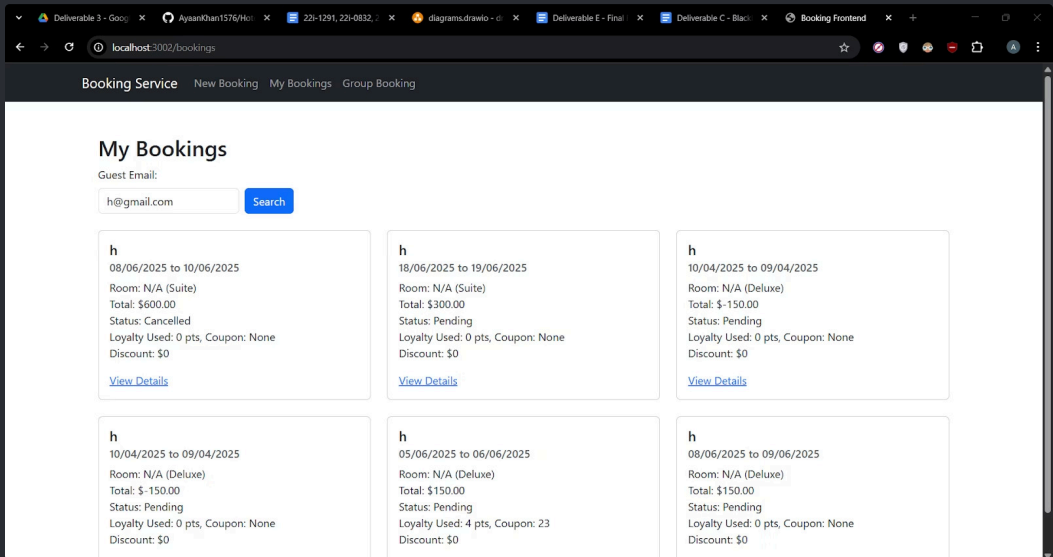 Deliverable 3 - Goog
AyaanKhan1576/Hot
22i-1291, 22i-0832, 2
diagrams.drawio - d
Deliverable E - Final
Deliverable C - Black
Booking Frontend
localhost:3002/bookings
A
Booking Service New Booking My Bookings Group Booking
My Bookings
Guest Email:
h@gmail.com Search
h
08/06/2025 to 10/06/2025
Room: N/A (Suite)
Total: $600.00
Status: Cancelled
Loyalty Used: 0 pts, Coupon: None
Discount: $0
View Details
h
18/06/2025 to 19/06/2025
Room: N/A (Suite)
Total: $300.00
Status: Pending
Loyalty Used: 0 pts, Coupon: None
Discount: $0
View Details
h
10/04/2025 to 09/04/2025
Room: N/A (Deluxe)
Total: $-150.00
Status: Pending
Loyalty Used: 0 pts, Coupon: None
Discount: $0
View Details
h
10/04/2025 to 09/04/2025
Room: N/A (Deluxe)
Total: $-150.00
Status: Pending
Loyalty Used: 0 pts, Coupon: None
Discount: $0
h
05/06/2025 to 06/06/2025
Room: N/A (Deluxe)
Total: $150.00
Status: Pending
Loyalty Used: 4 pts, Coupon: 23
Discount: $0
h
08/06/2025 to 09/06/2025
Room: N/A (Deluxe)
Total: $150.00
Status: Pending
Loyalty Used: 0 pts, Coupon: None
Discount: $0